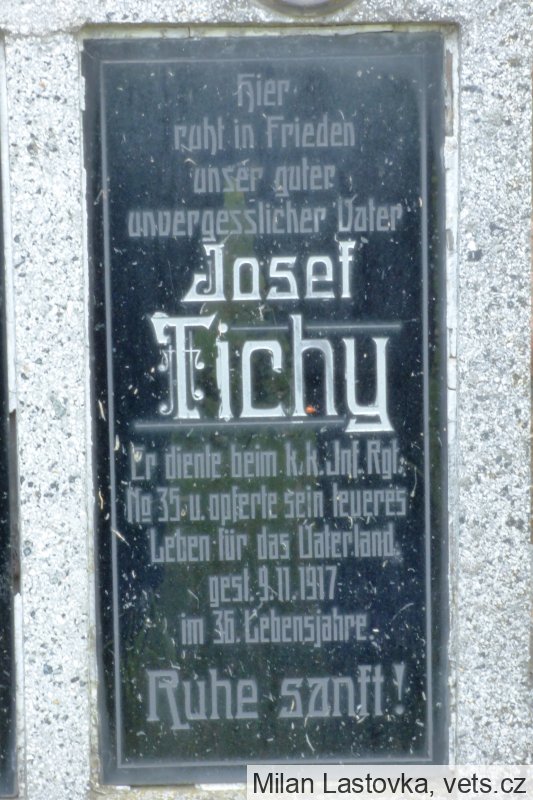 Hier
ruht in Frieden
unser guter
unvergesslicher Vater
Josef
Tichy
Er diente beim k.k. Inf. Rgt.
No 35 u. opferte sein teueres
Leben für das Vaterland.
gest. 9.11.1917
im 36. Lebensjahre.
Ruhe sanft!
Milan Lastovka, vets.cz